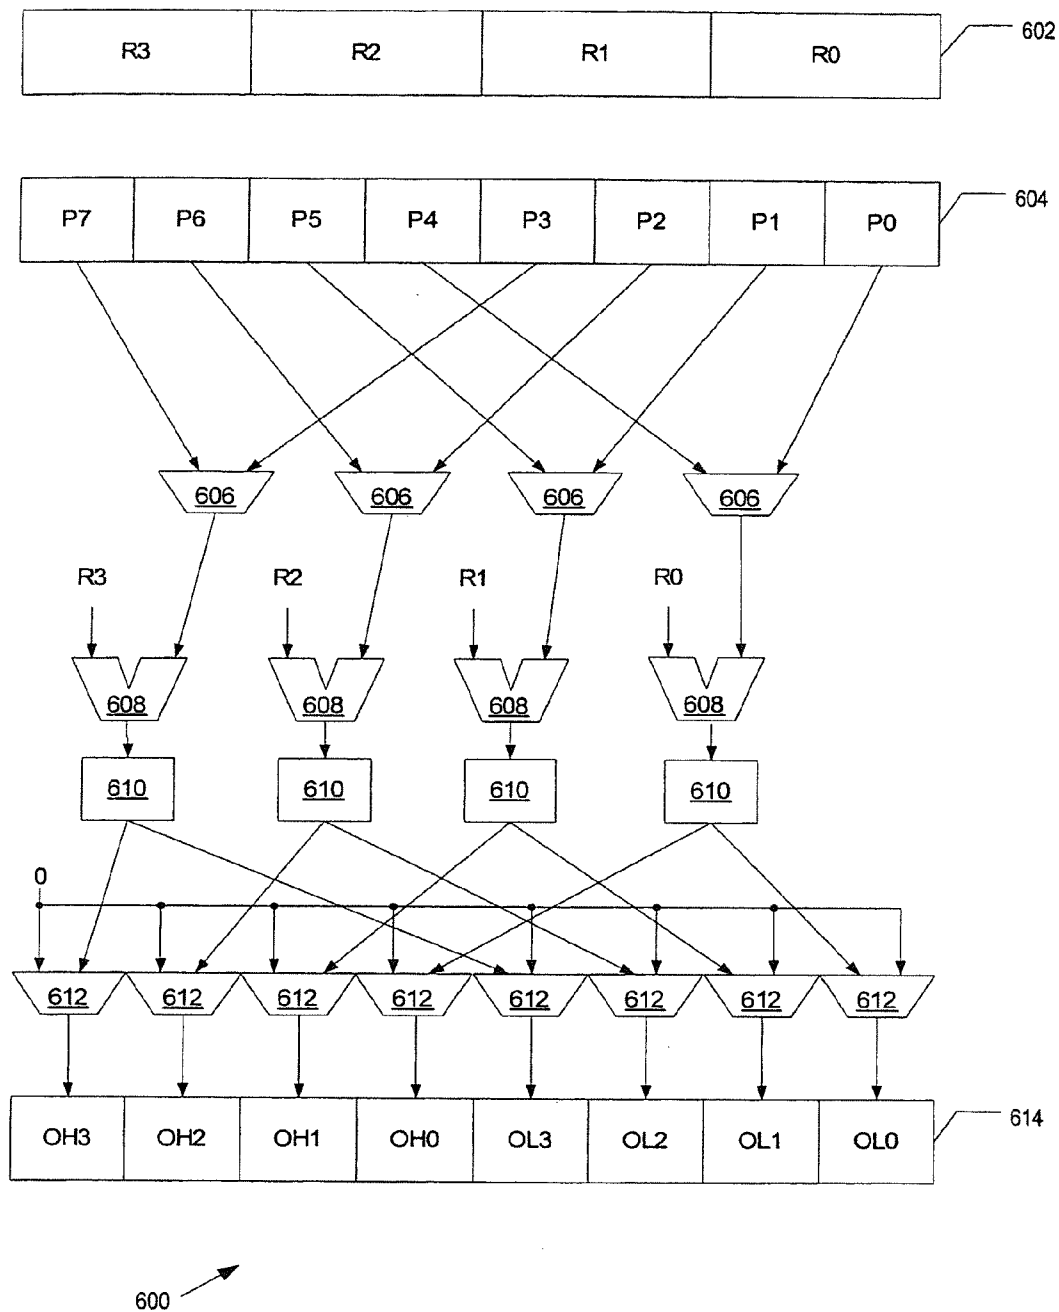 R3 R2 R1 R0 602
P7 P6 P5 P4 P3 P2 P1 P0 604
606 606 606 606
R3 R2 R1 R0
608 608 608 608
610 610 610 610
0
612 612 612 612 612 612 612 612
OH3 OH2 OH1 OH0 OL3 OL2 OL1 OL0 614
600